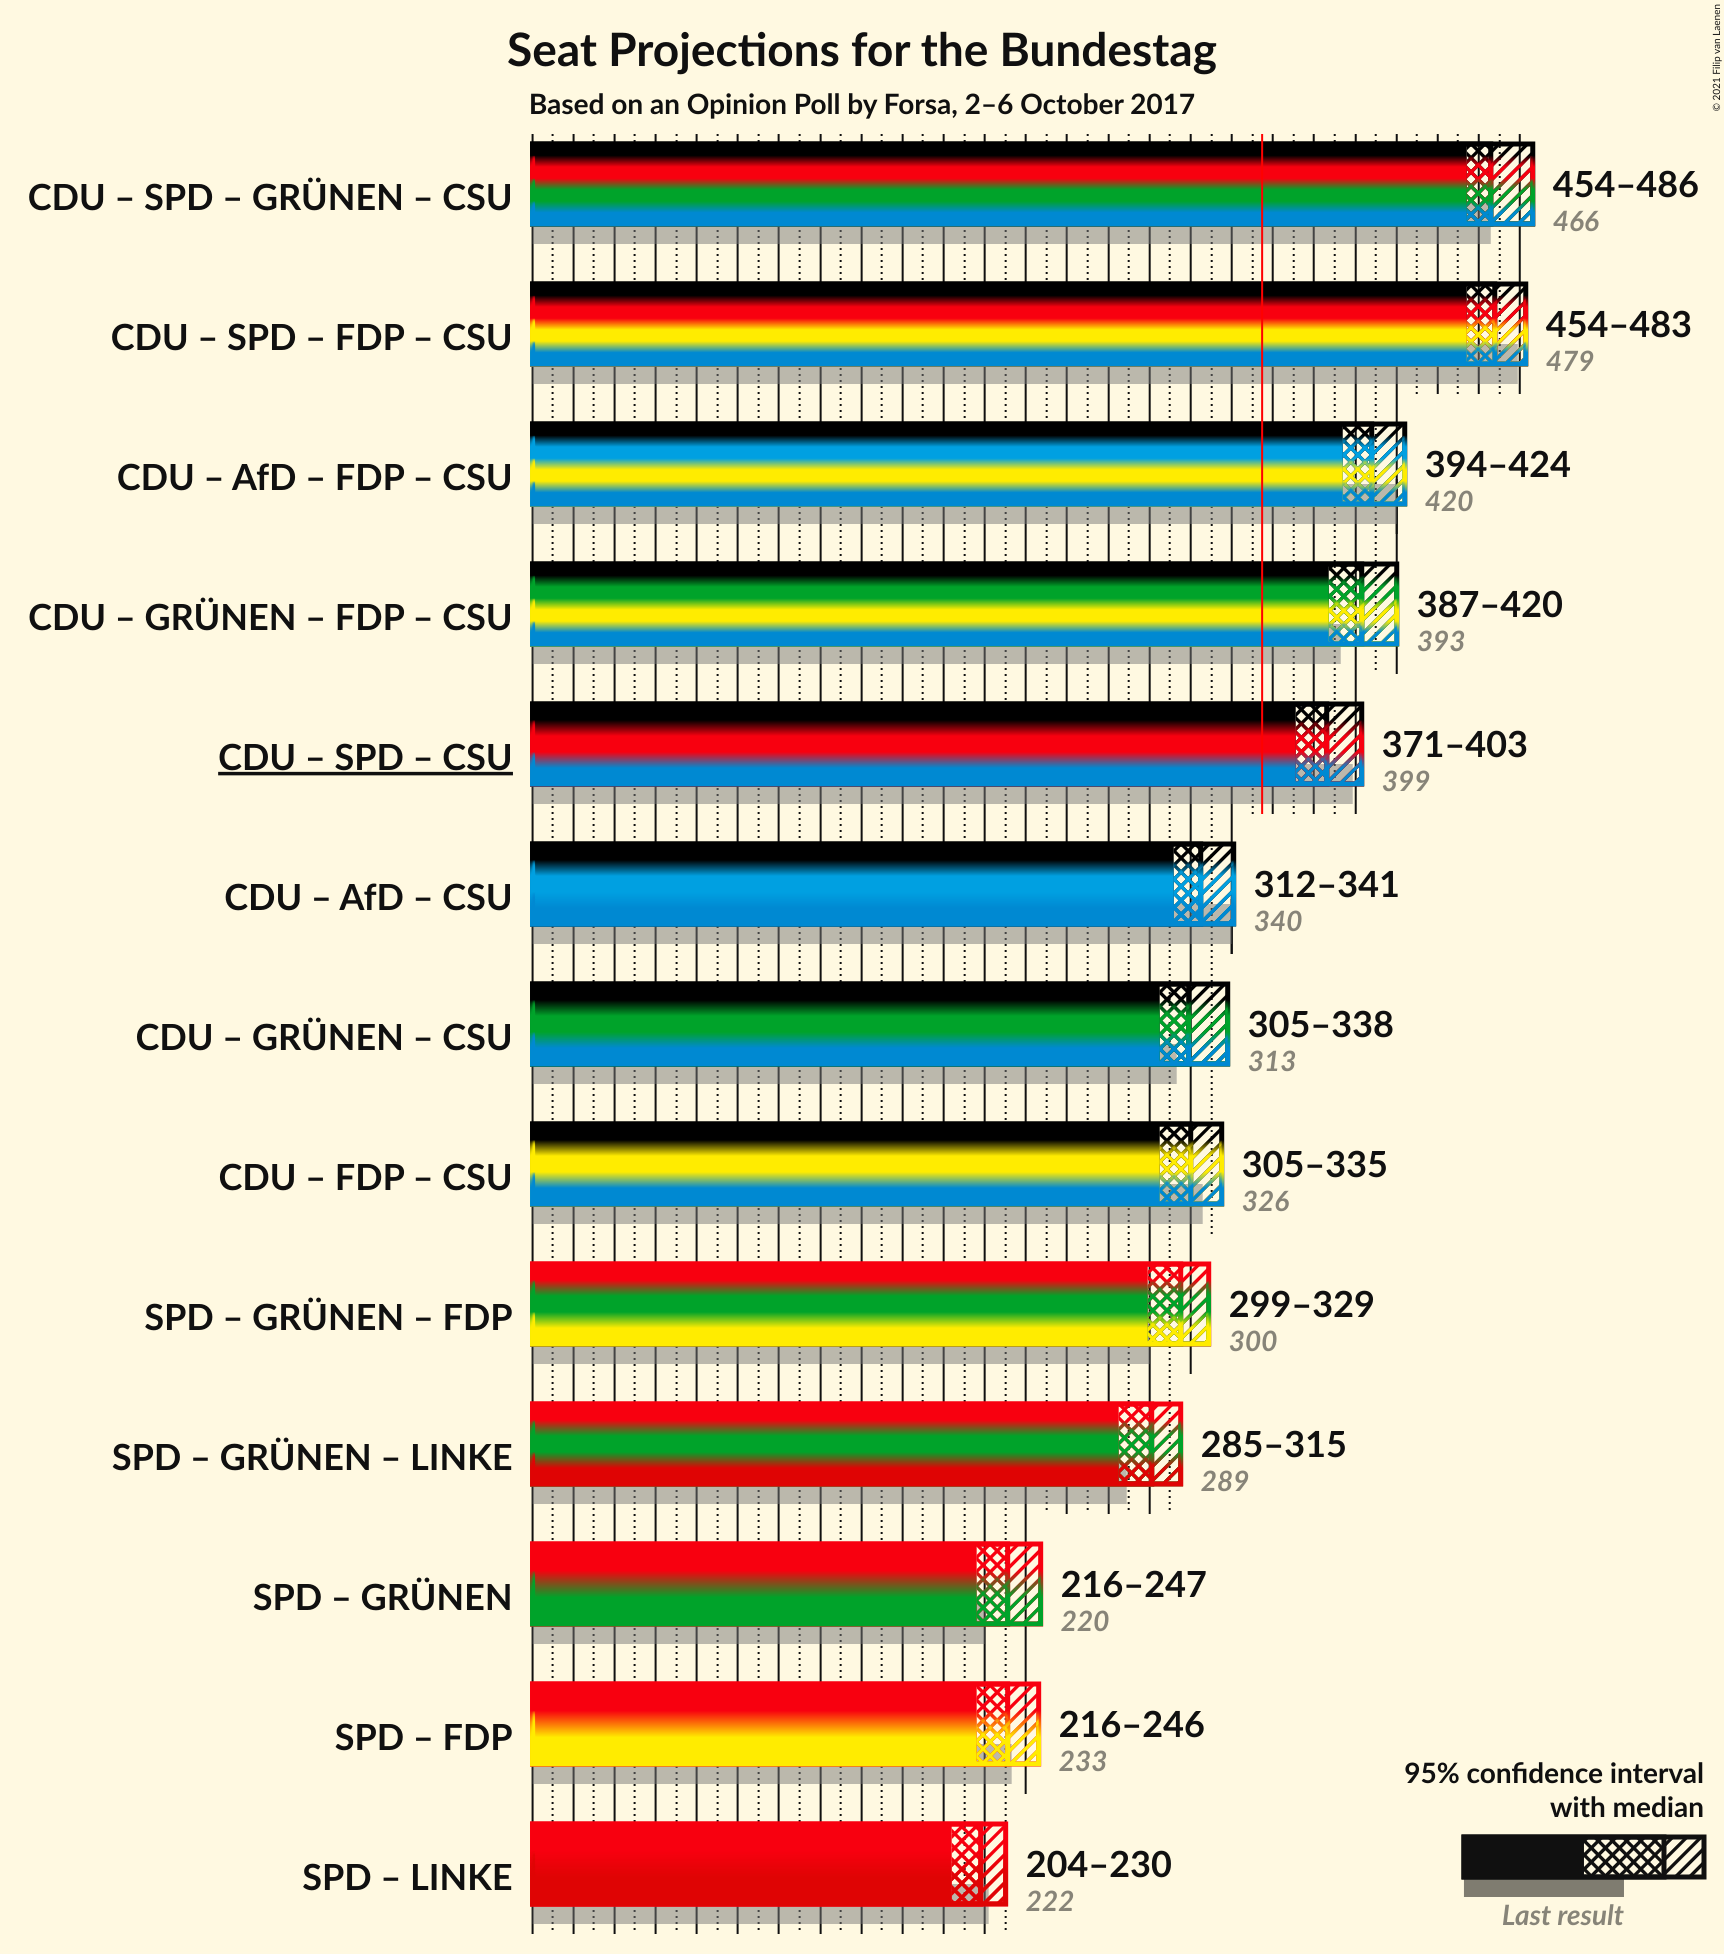 Seat Projections for the Bundestag
Based on an Opinion Poll by Forsa, 2–6 October 2017
© 2021 Filip van Laenen
CDU – SPD – GRÜNEN – CSU
454–486
466
CDU – SPD – FDP – CSU
454–483
479
CDU – AfD – FDP – CSU
394–424
420
CDU – GRÜNEN – FDP – CSU
387–420
393
CDU – SPD – CSU
371–403
399
CDU – AfD – CSU
312–341
340
CDU – GRÜNEN – CSU
305–338
313
CDU – FDP – CSU
305–335
326
SPD – GRÜNEN – FDP
299–329
300
SPD – GRÜNEN – LINKE
285–315
289
SPD – GRÜNEN
216–247
220
SPD – FDP
216–246
233
SPD – LINKE
204–230
222
95% confidence interval
with median
Last result